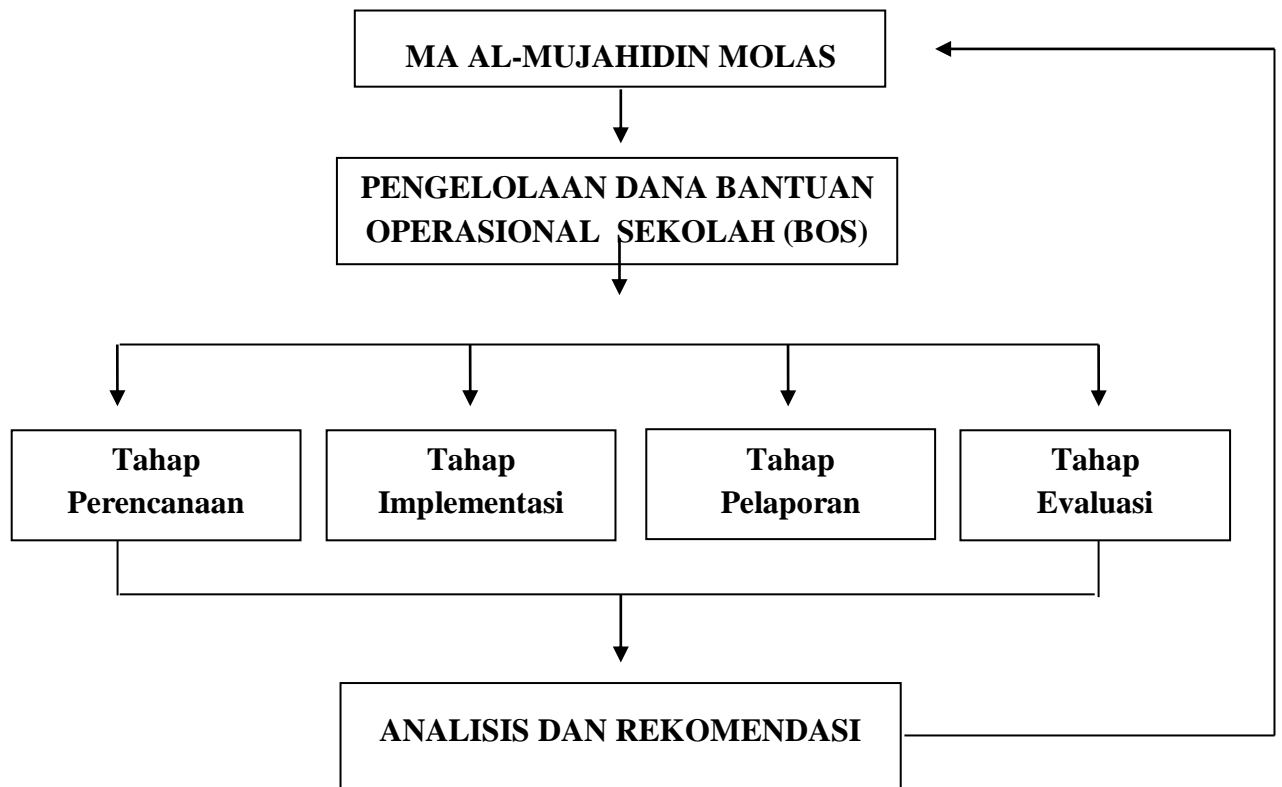 MA AL-MUJAHIDIN MOLAS
PENGELOLAAN DANA BANTUAN
OPERASIONAL SEKOLAH (BOS)
Tahap
Perencanaan
Tahap
Implementasi
Tahap
Pelaporan
Tahap
Evaluasi
ANALISIS DAN REKOMENDASI